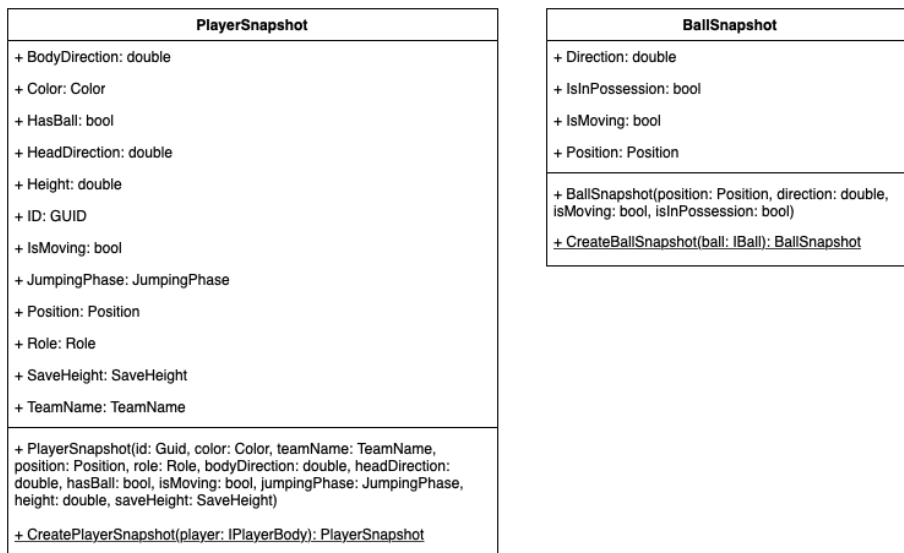 PlayerSnapshot
+ BodyDirection: double
+ Color: Color
+ HasBall: bool
+ HeadDirection: double
+ Height: double
+ ID: GUID
+ IsMoving: bool
+ JumpingPhase: JumpingPhase
+ Position: Position
+ Role: Role
+ SaveHeight: SaveHeight
+ TeamName: TeamName
+ PlayerSnapshot(id: Guid, color: Color, teamName: TeamName,
position: Position, role: Role, bodyDirection: double, headDirection:
double, hasBall: bool, isMoving: bool, jumpingPhase: JumpingPhase,
height: double, saveHeight: SaveHeight)
+ CreatePlayerSnapshot(player: IPlayerBody): PlayerSnapshot
BallSnapshot
+ Direction: double
+ IsInPossession: bool
+ IsMoving: bool
+ Position: Position
+ BallSnapshot(position: Position, direction: double,
isMoving: bool, isInPossession: bool)
+ CreateBallSnapshot(ball: IBall): BallSnapshot